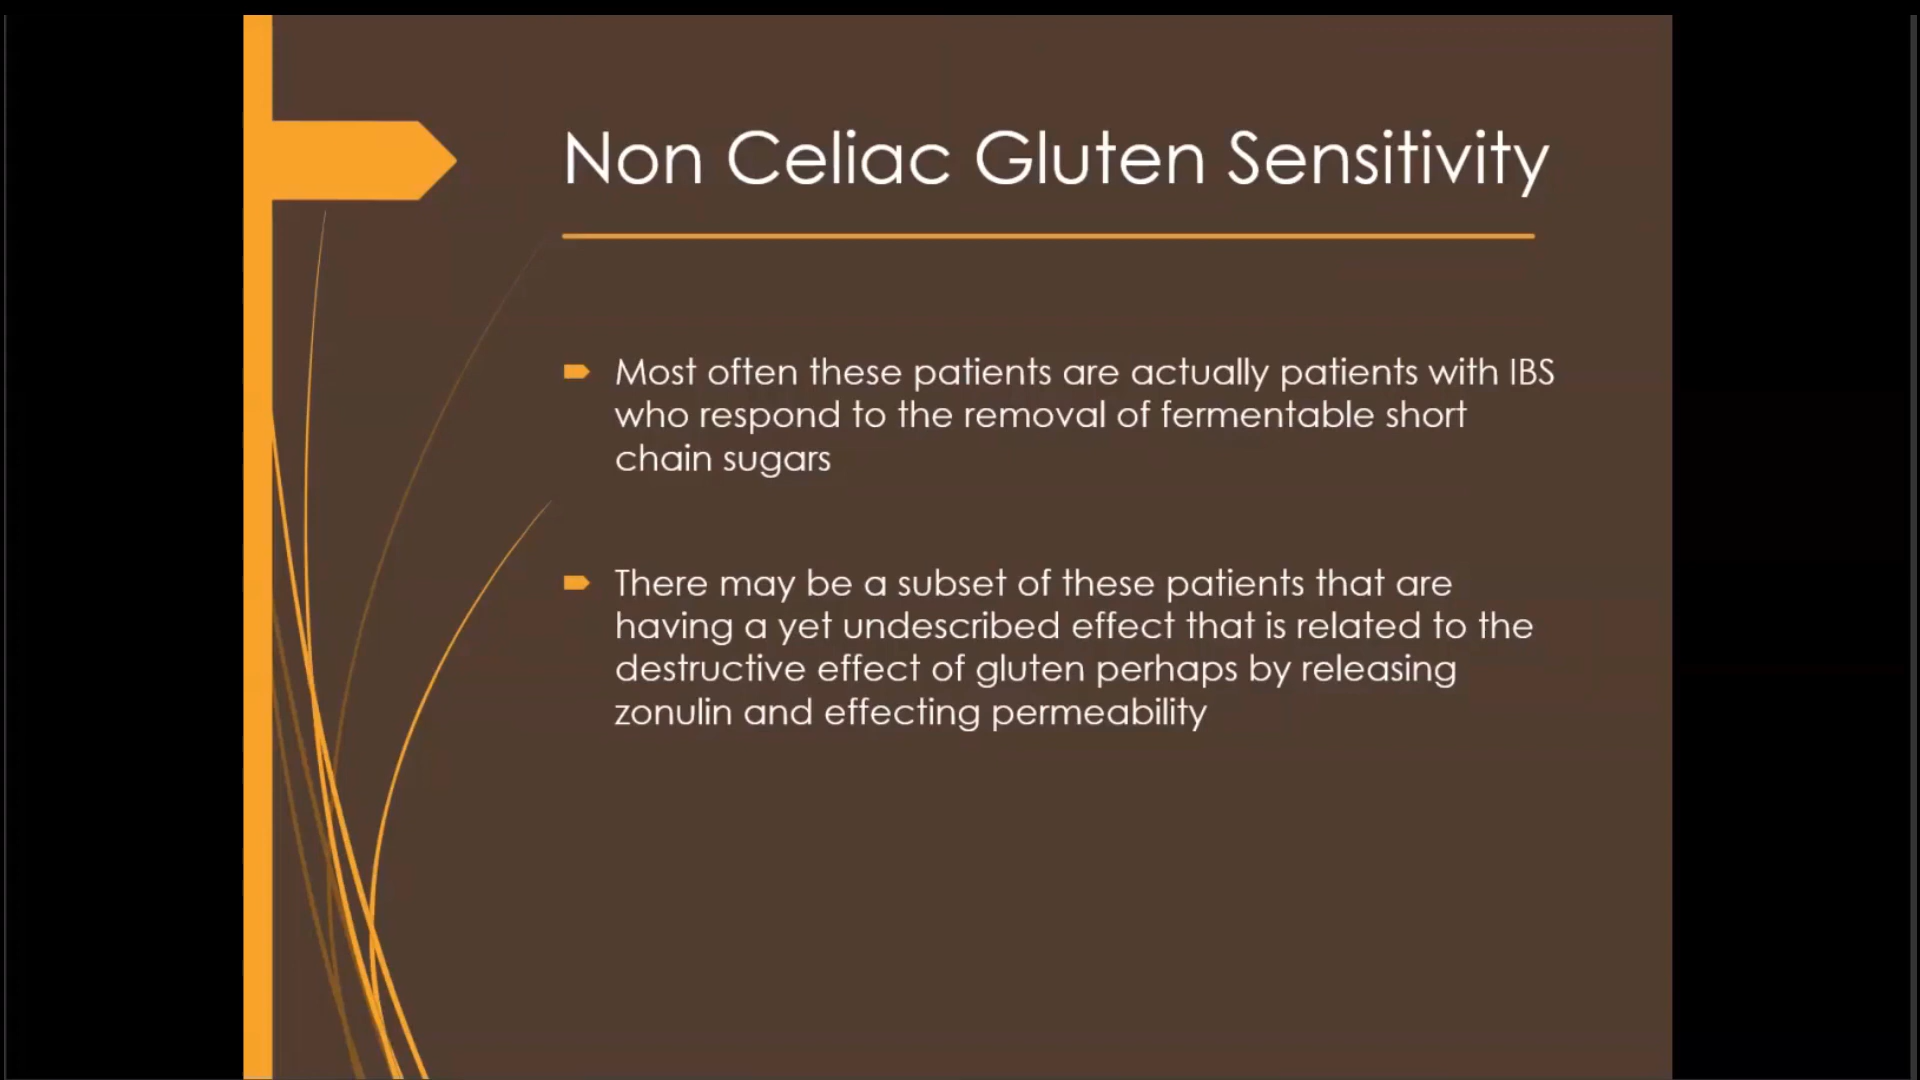 Non Celiac Gluten Sensitivity
Most often these patients are actually patients with IBS
who respond to the removal of fermentable short
chain sugars
There may be a subset of these patients that are
having a yet undescribed effect that is related to the
destructive effect of gluten perhaps by releasing
zonulin and effecting permeability